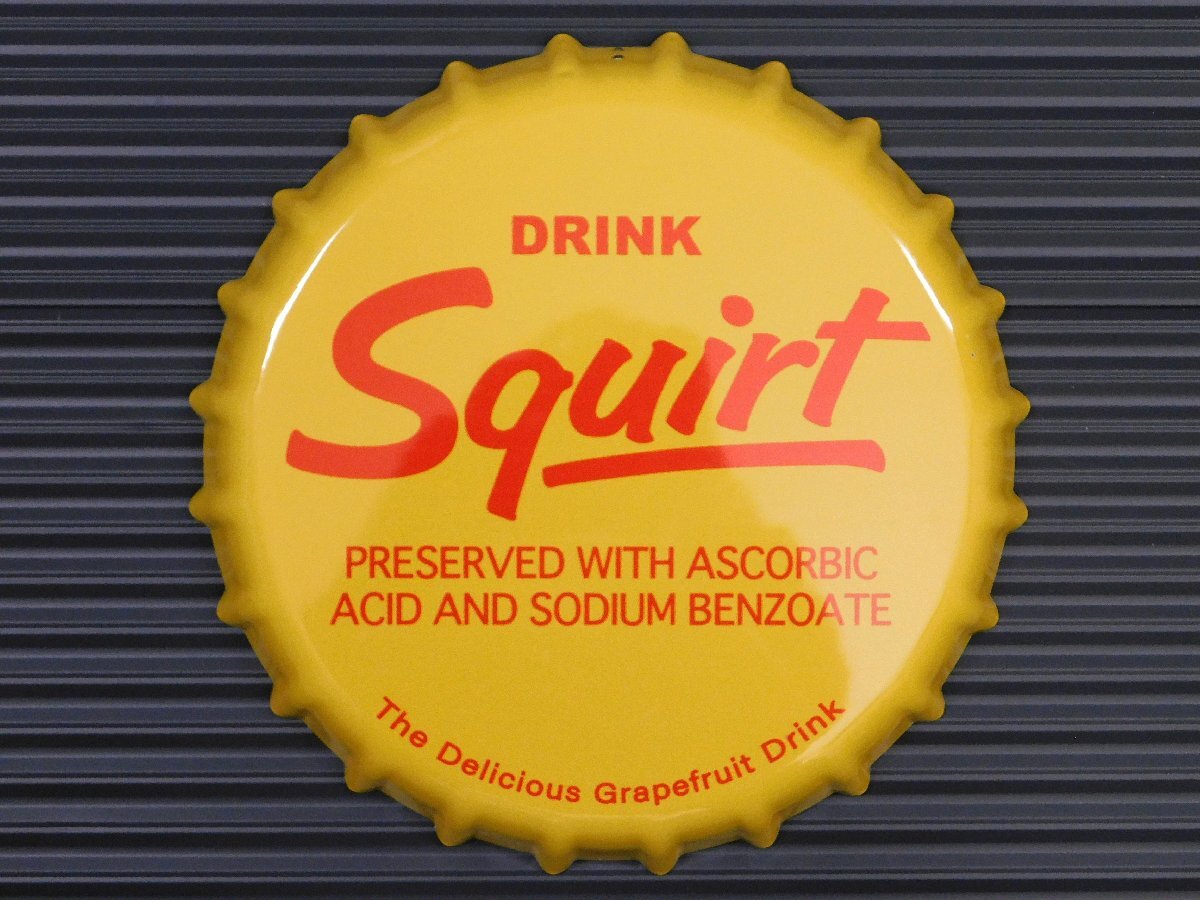 DRINK
Squirt
PRESERVED WITH ASCORBIC
ACID AND SODIUM BENZOATE
The Delicious Grapefruit Drink